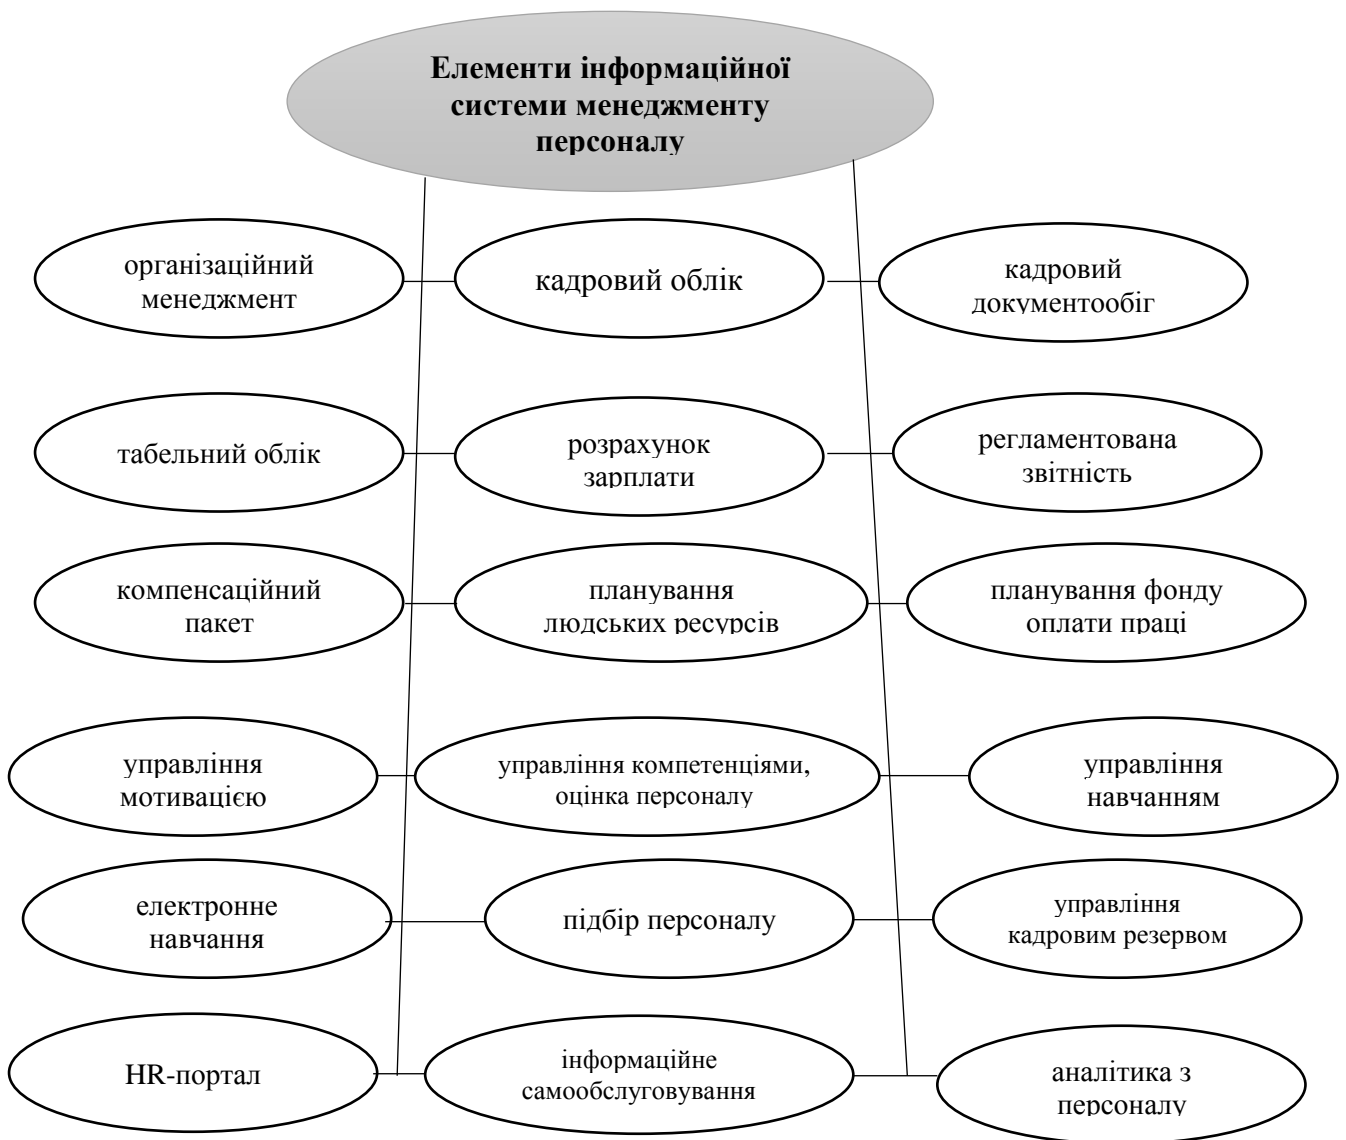 Елементи інформаційної
системи менеджменту
персоналу
організаційний
менеджмент
кадровий облік
кадровий
документообіг
табельний облік
розрахунок
зарплати
регламентована
звітність
компенсаційний
пакет
планування
людських ресурсів
планування фонду
оплати праці
управління
мотивацією
управління компетенціями,
оцінка персоналу
управління
навчанням
електронне
навчання
підбір персоналу
управління
кадровим резервом
HR-портал
інформаційне
самообслуговування
аналітика з
персоналу